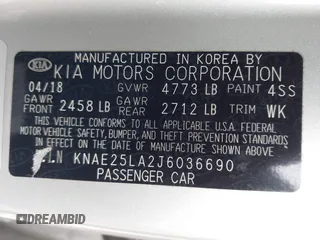 MANUFACTURED IN KOREA BY
KIA KIA MOTORS CORPORATION
04/18 GVWR 4773 LB PAINT 4SS
GAWR FRONT 2458 LB GAWR REAR 2712 LB TRIM WK
THIS VEHICLE CONFORMS TO ALL APPLICABLE U.S.A. FEDERAL
MOTOR VEHICLE SAFETY, BUMPER, AND THEFT PREVENTION
STANDARDS IN EFFECT ON THE DATE OF MANUFACTURE
SHOWN ABOVE.
KNAE25LA2J6036690
PASSENGER CAR
DREAMBID